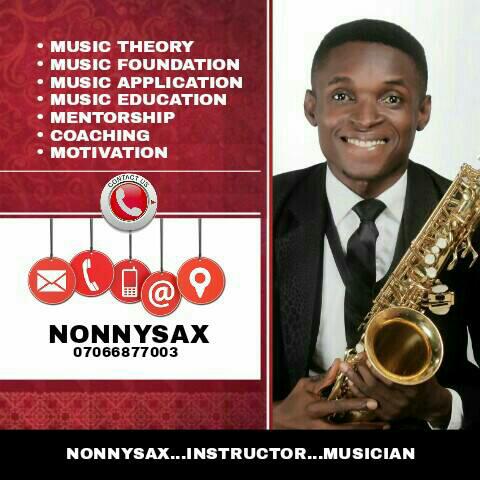 • MUSIC THEORY
• MUSIC FOUNDATION
• MUSIC APPLICATION
• MUSIC EDUCATION
• MENTORSHIP
• COACHING
• MOTIVATION
CONTACT US
@
NONNYSAX
07066877003
NONNYSAX...INSTRUCTOR...MUSICIAN